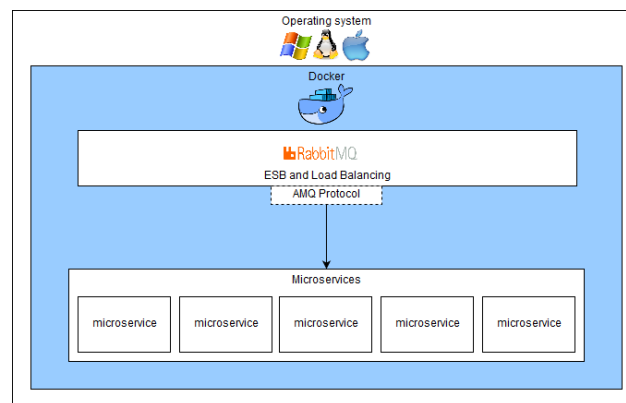 Operating system
Docker
RabbitMQ
ESB and Load Balancing
AMQ Protocol
Microservices
microservice microservice microservice microservice microservice